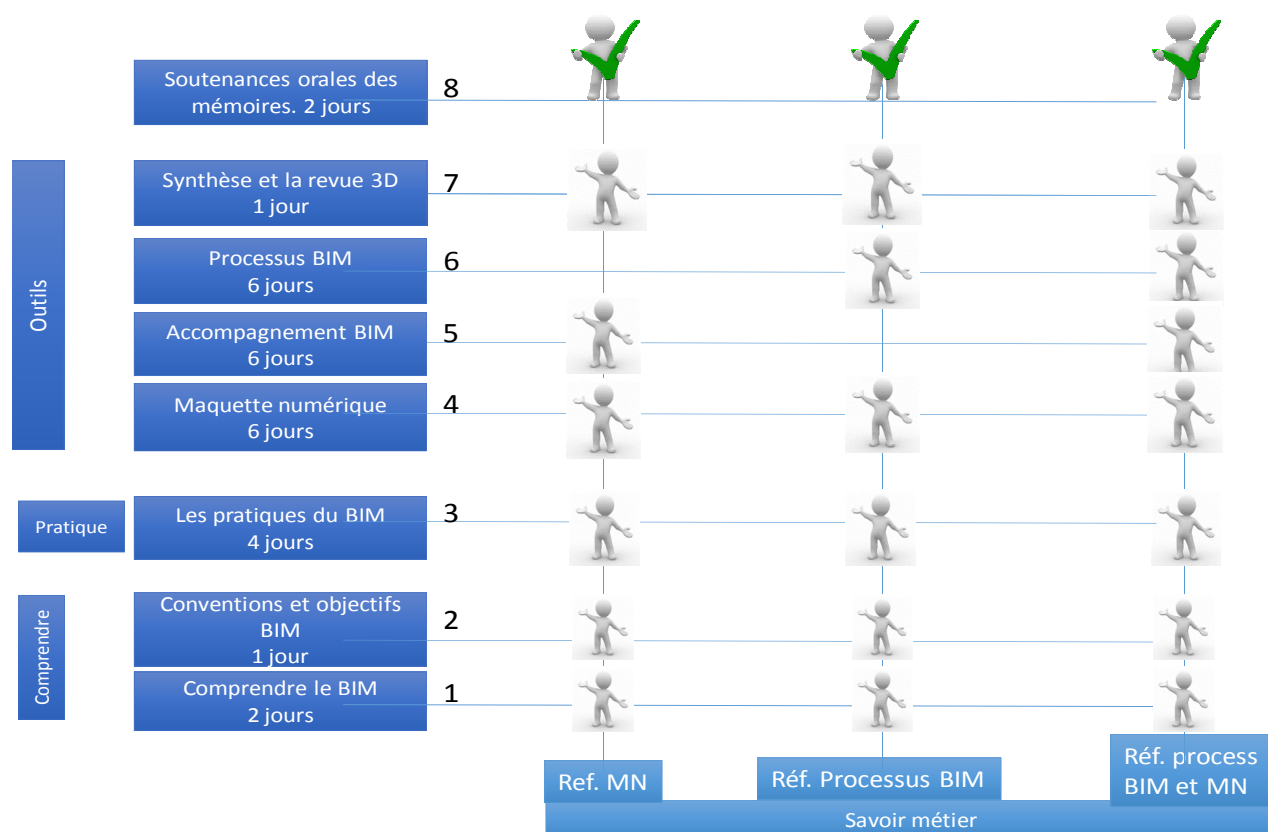 Soutenances orales des
mémoires. 2 jours
8
Outils
Synthèse et la revue 3D
1 jour
7
Processus BIM
6 jours
6
Accompagnement BIM
6 jours
5
Maquette numérique
6 jours
4
Pratique
Les pratiques du BIM
4 jours
3
Comprendre
Conventions et objectifs
BIM
1 jour
2
Comprendre le BIM
2 jours
1
Ref. MN
Réf. Processus BIM
Réf. process
BIM et MN
Savoir métier